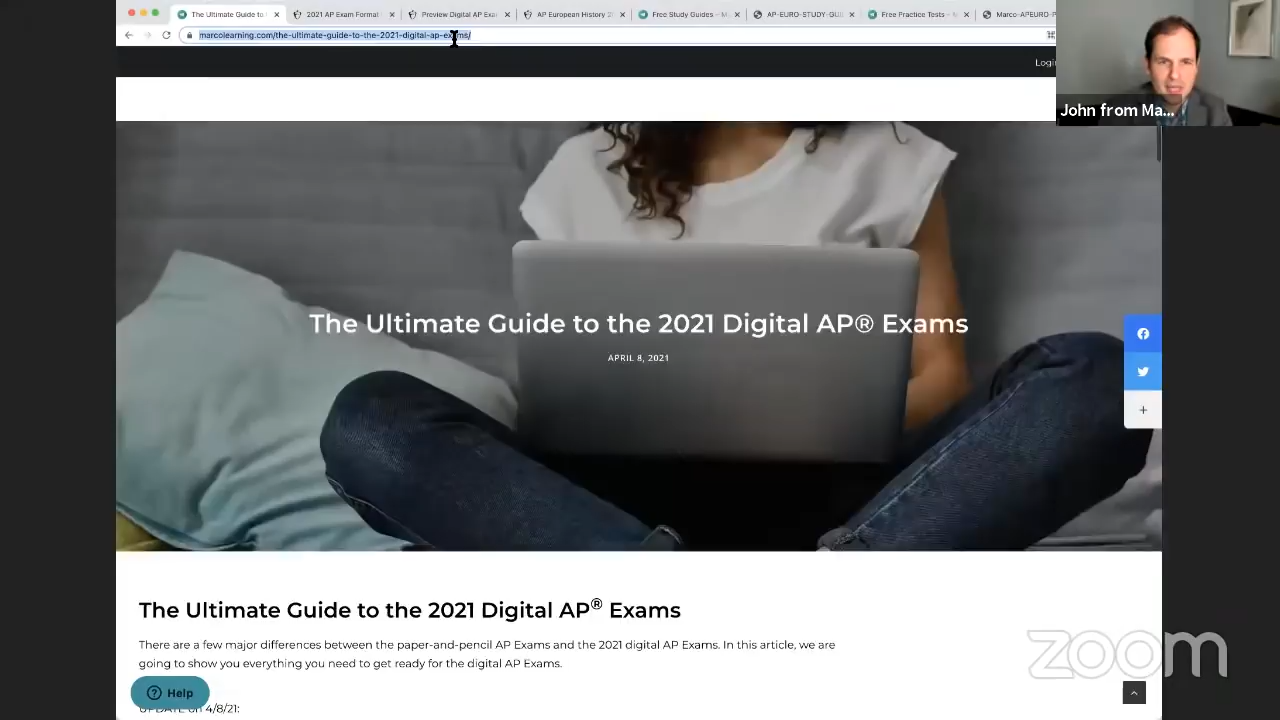 The Ultimate Guide to
2021 AP Exam Format
Preview Digital AP Exa
AP European History 2
Free Study Guides – M
AP-EURO-STUDY-GU
Free Practice Tests –
Marco-APEURO-P
marcolearning.com/the-ultimate-guide-to-the-2021-digital-ap-exams/
Login
John from Ma...
The Ultimate Guide to the 2021 Digital AP® Exams
APRIL 8, 2021
The Ultimate Guide to the 2021 Digital AP® Exams
There are a few major differences between the paper-and-pencil AP Exams and the 2021 digital AP Exams. In this article, we are
going to show you everything you need to get ready for the digital AP Exams.
zoom
Help
UPDATE on 4/8/21: